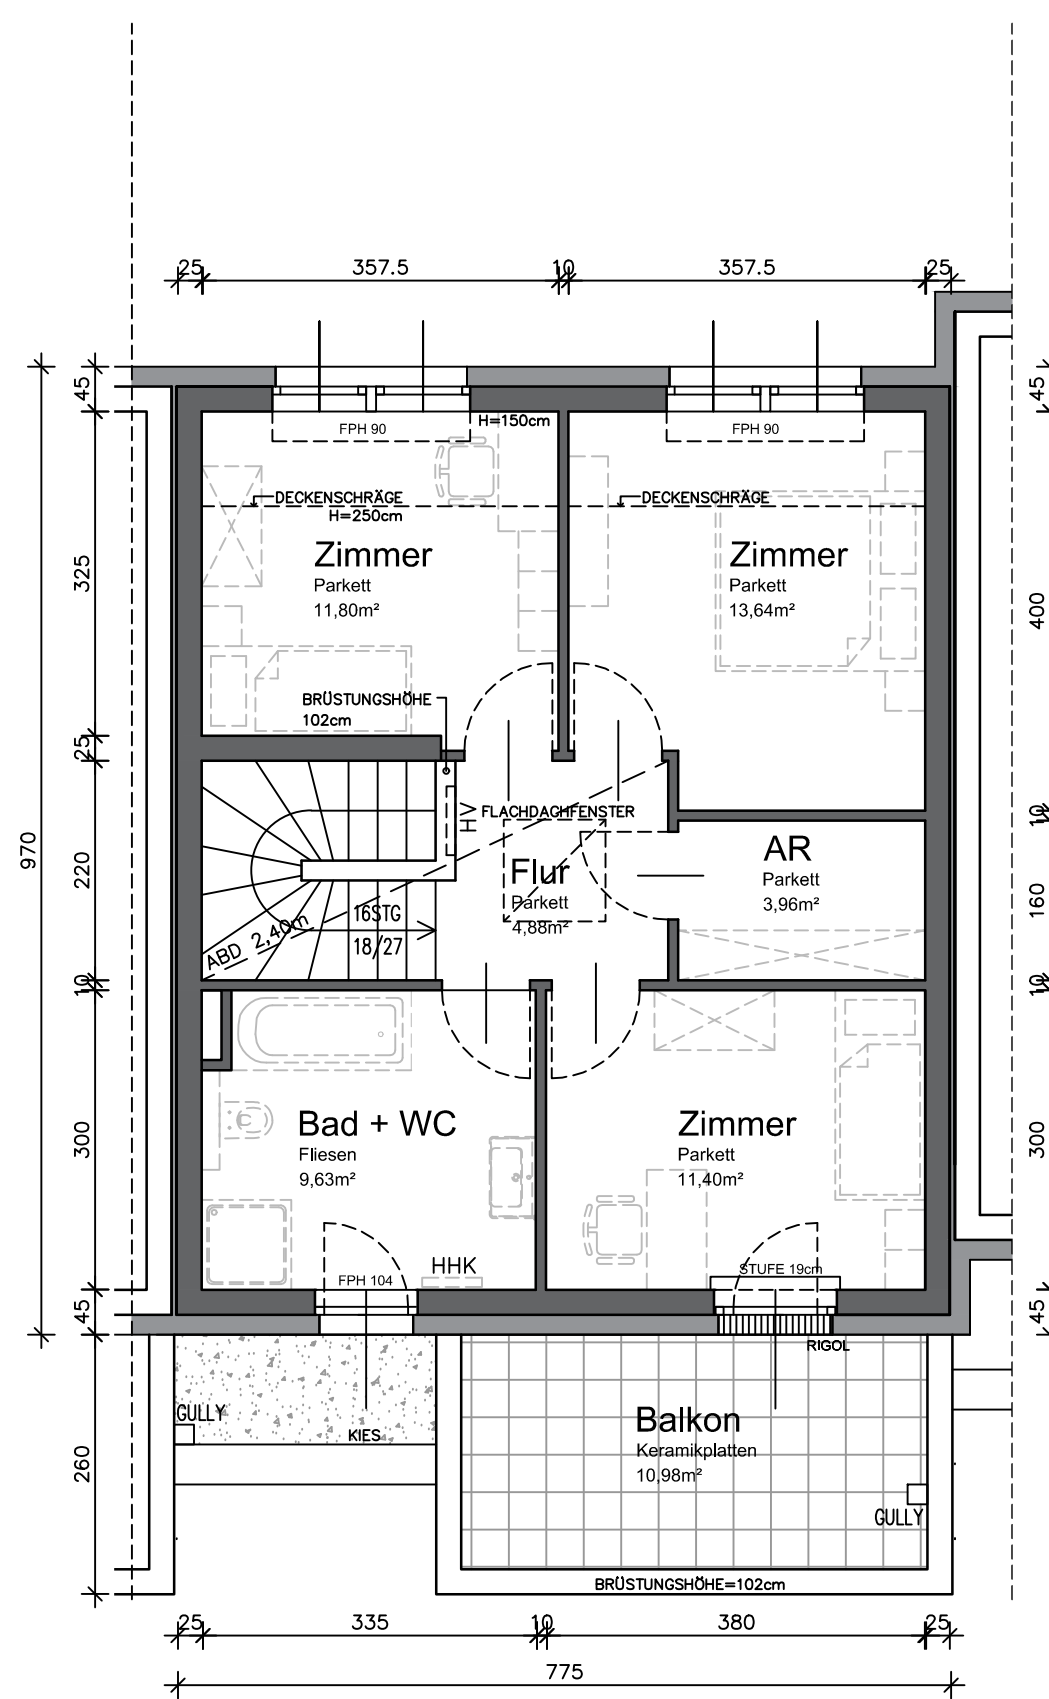 25
357.5
10
357.5
25
45
45
FPH 90
H=150cm
FPH 90
DECKENSCHRÄGE
H=250cm
DECKENSCHRÄGE
Zimmer
Parkett
11,80m²
Zimmer
Parkett
13,64m²
325
400
BRÜSTUNGSHÖHE
102cm
25
HV
FLACHDACHFENSTER
10
970
220
Flur
Parkett
4,88m²
AR
Parkett
3,96m²
160
16STG
18/27
ABD 2,40m
10
10
300
Bad + WC
Fliesen
9,63m²
Zimmer
Parkett
11,40m²
300
HHK
FPH 104
STUFE 19cm
45
45
RIGOL
GULLY
KIES
260
Balkon
Keramikplatten
10,98m²
GULLY
BRÜSTUNGSHÖHE=102cm
25
335
10
380
25
775